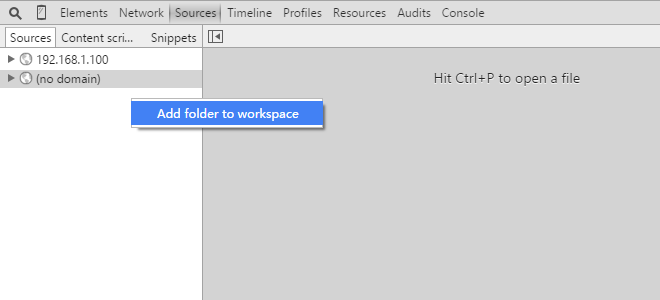 Elements Network Sources Timeline Profiles Resources Audits Console
Sources Content scri... Snippets
192.168.1.100
(no domain)
Hit Ctrl+P to open a file
Add folder to workspace